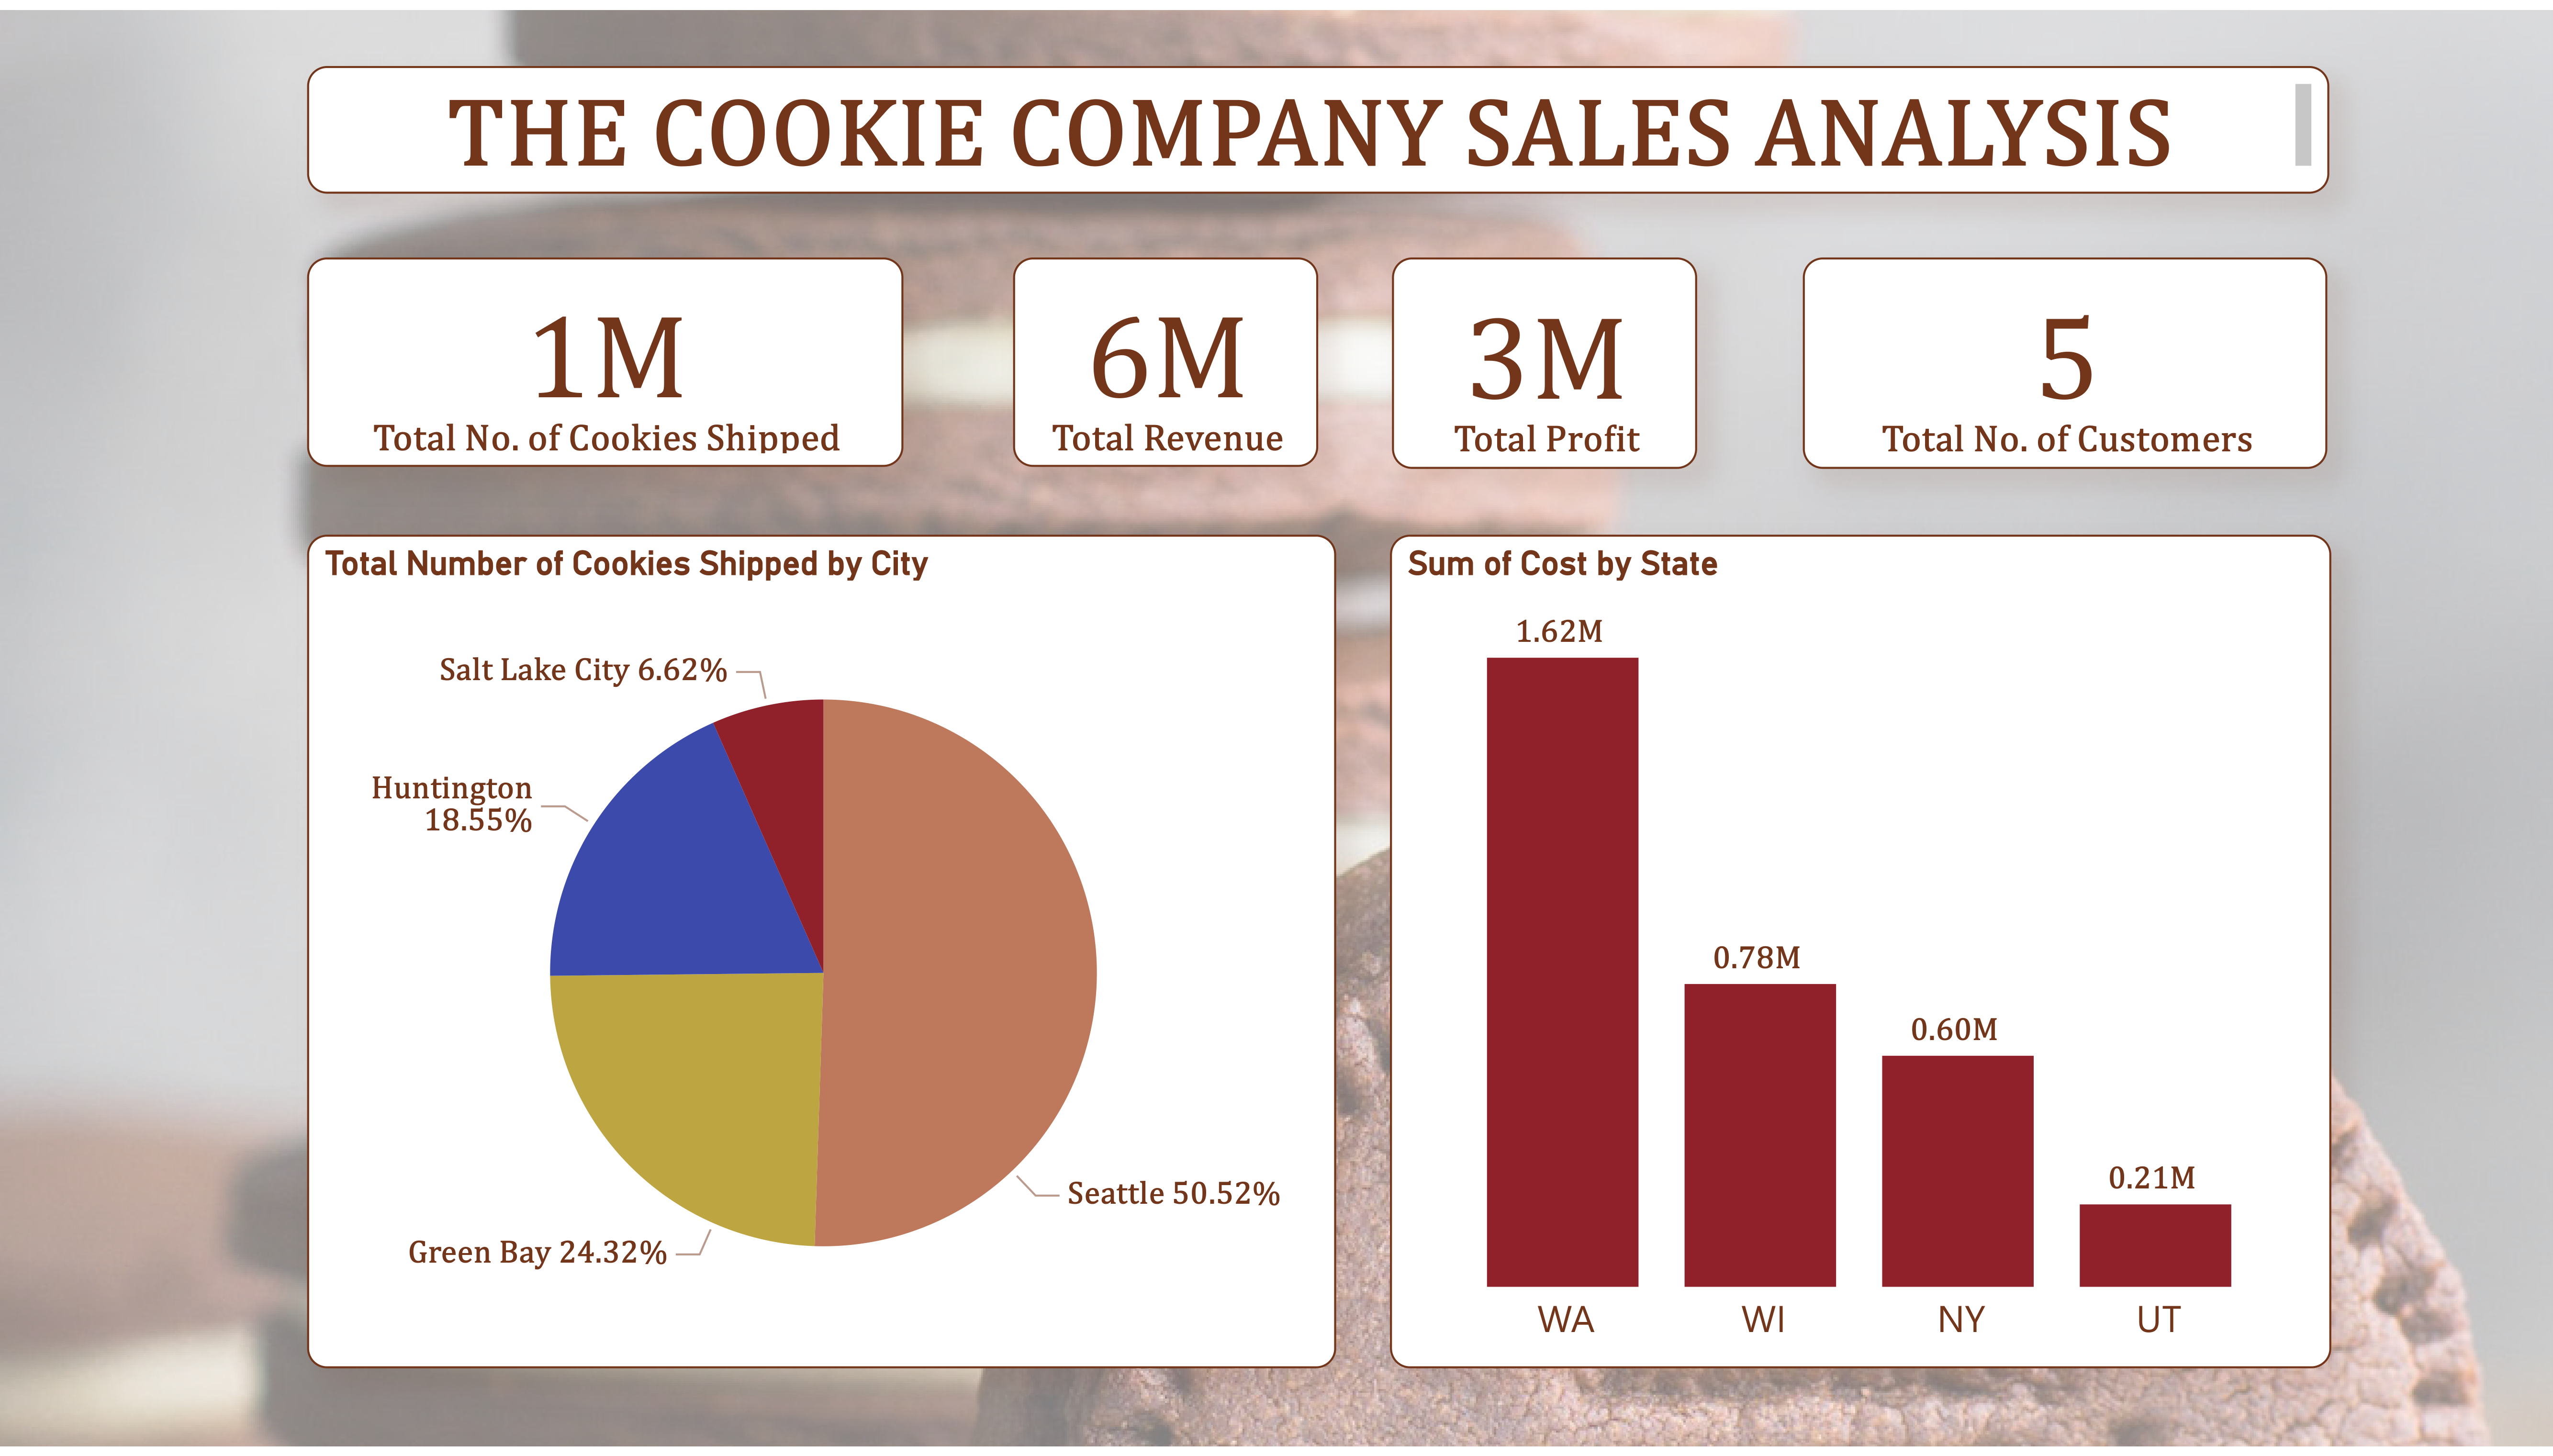 THE COOKIE COMPANY SALES ANALYSIS
1M
Total No. of Cookies Shipped
6M
Total Revenue
3M
Total Profit
5
Total No. of Customers
Total Number of Cookies Shipped by City
Salt Lake City 6.62%
Huntington
18.55%
Seattle 50.52%
Green Bay 24.32%
Sum of Cost by State
1.62M
0.78M
0.60M
0.21M
WA
WI
NY
UT